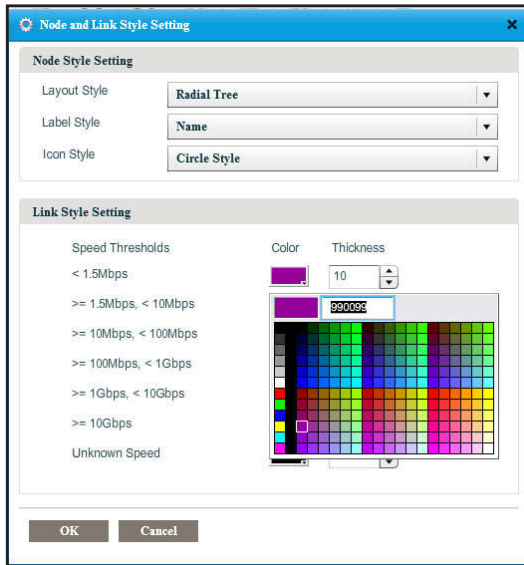 Node and Link Style Setting
Node Style Setting
Layout Style Radial Tree
Label Style Name
Icon Style Circle Style
Link Style Setting
Speed Thresholds Color Thickness
< 1.5Mbps 10
>= 1.5Mbps, < 10Mbps 990099
>= 10Mbps, < 100Mbps
>= 100Mbps, < 1Gbps
>= 1Gbps, < 10Gbps
>= 10Gbps
Unknown Speed
OK Cancel